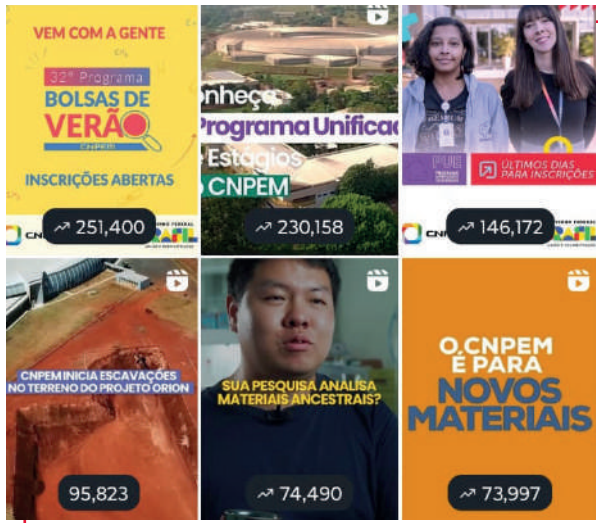 VEM COM A GENTE
32º Programa
BOLSAS DE
VERÃO
CNPEM
INSCRIÇÕES ABERTAS
251,400
onheça
Programa Unificad
Estágios
CNPEM
230,158
PUE
ÚLTIMOS DIAS
PARA INSCRIÇÕES
146,172
CNPEM INICIA ESCAVAÇÕES
NO TERRENO DO PROJETO ORION
95,823
SUA PESQUISA ANALISA
MATERIAIS ANCESTRAIS?
74,490
O CNPEM
É PARA
NOVOS
MATERIAIS
73,997